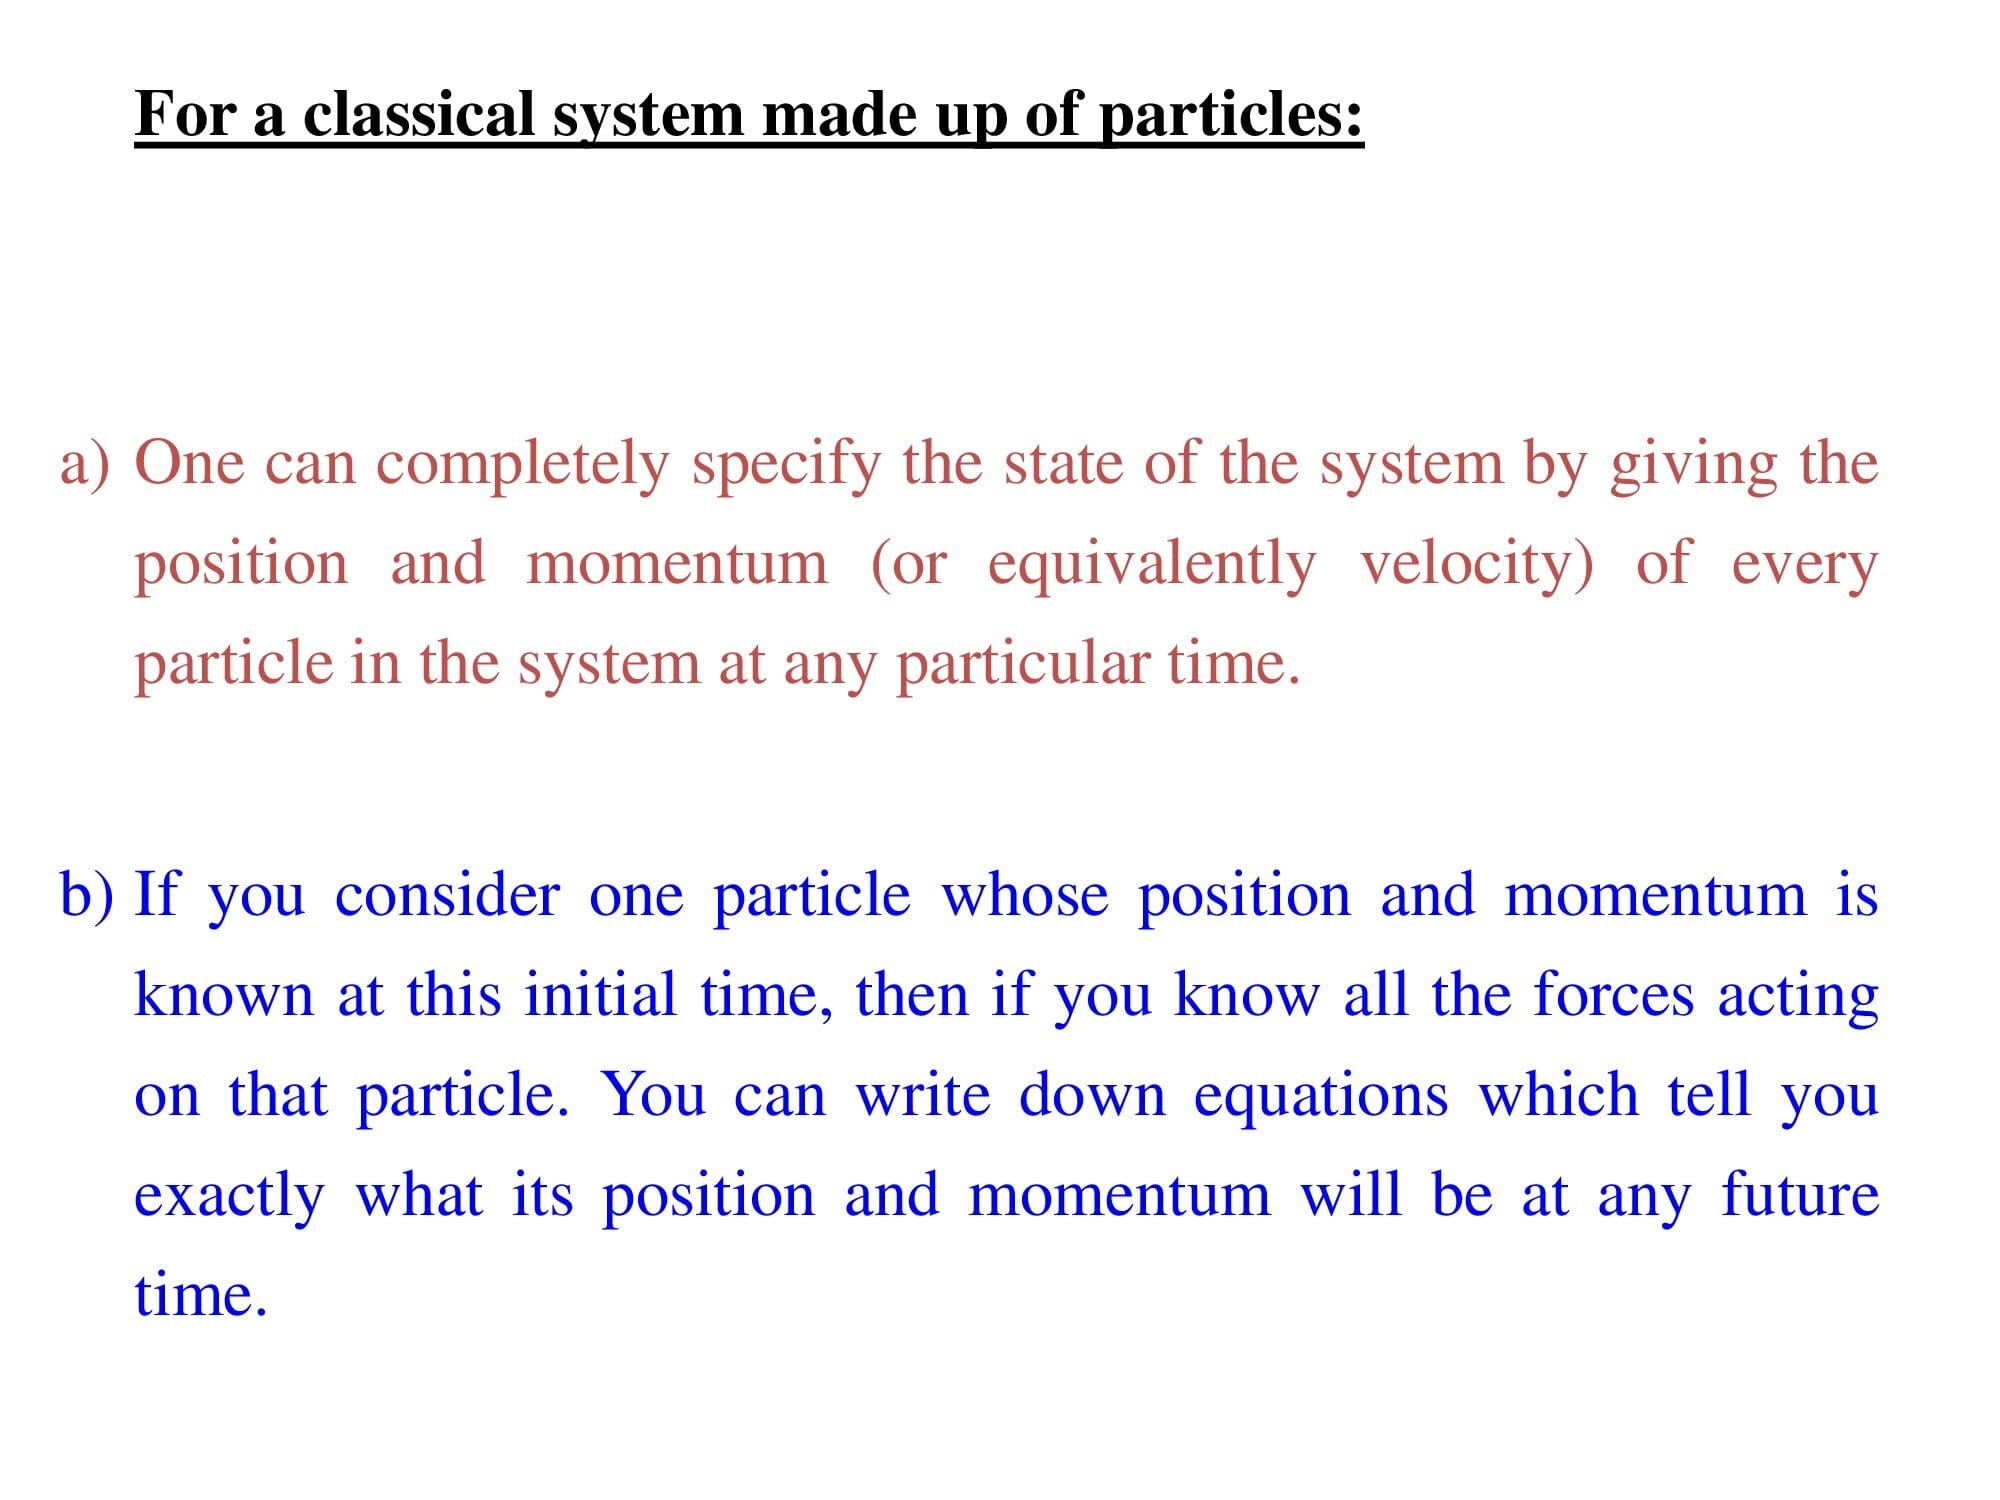 For a classical system made up of particles:
a) One can completely specify the state of the system by giving the
position and momentum (or equivalently velocity) of every
particle in the system at any particular time.
b) If you consider one particle whose position and momentum is
known at this initial time, then if you know all the forces acting
on that particle. You can write down equations which tell you
exactly what its position and momentum will be at any future
time.